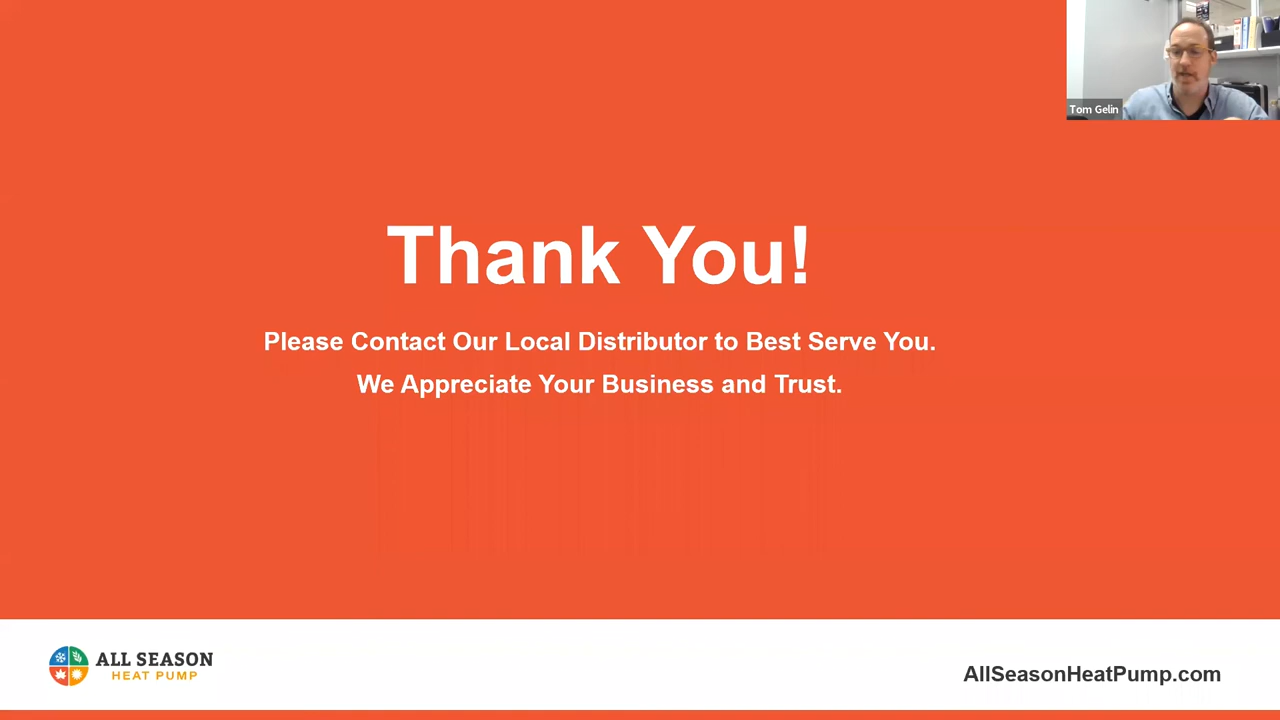 Tom Gelin
Thank You!
Please Contact Our Local Distributor to Best Serve You.
We Appreciate Your Business and Trust.
ALL SEASON
HEAT PUMP
AllSeasonHeatPump.com